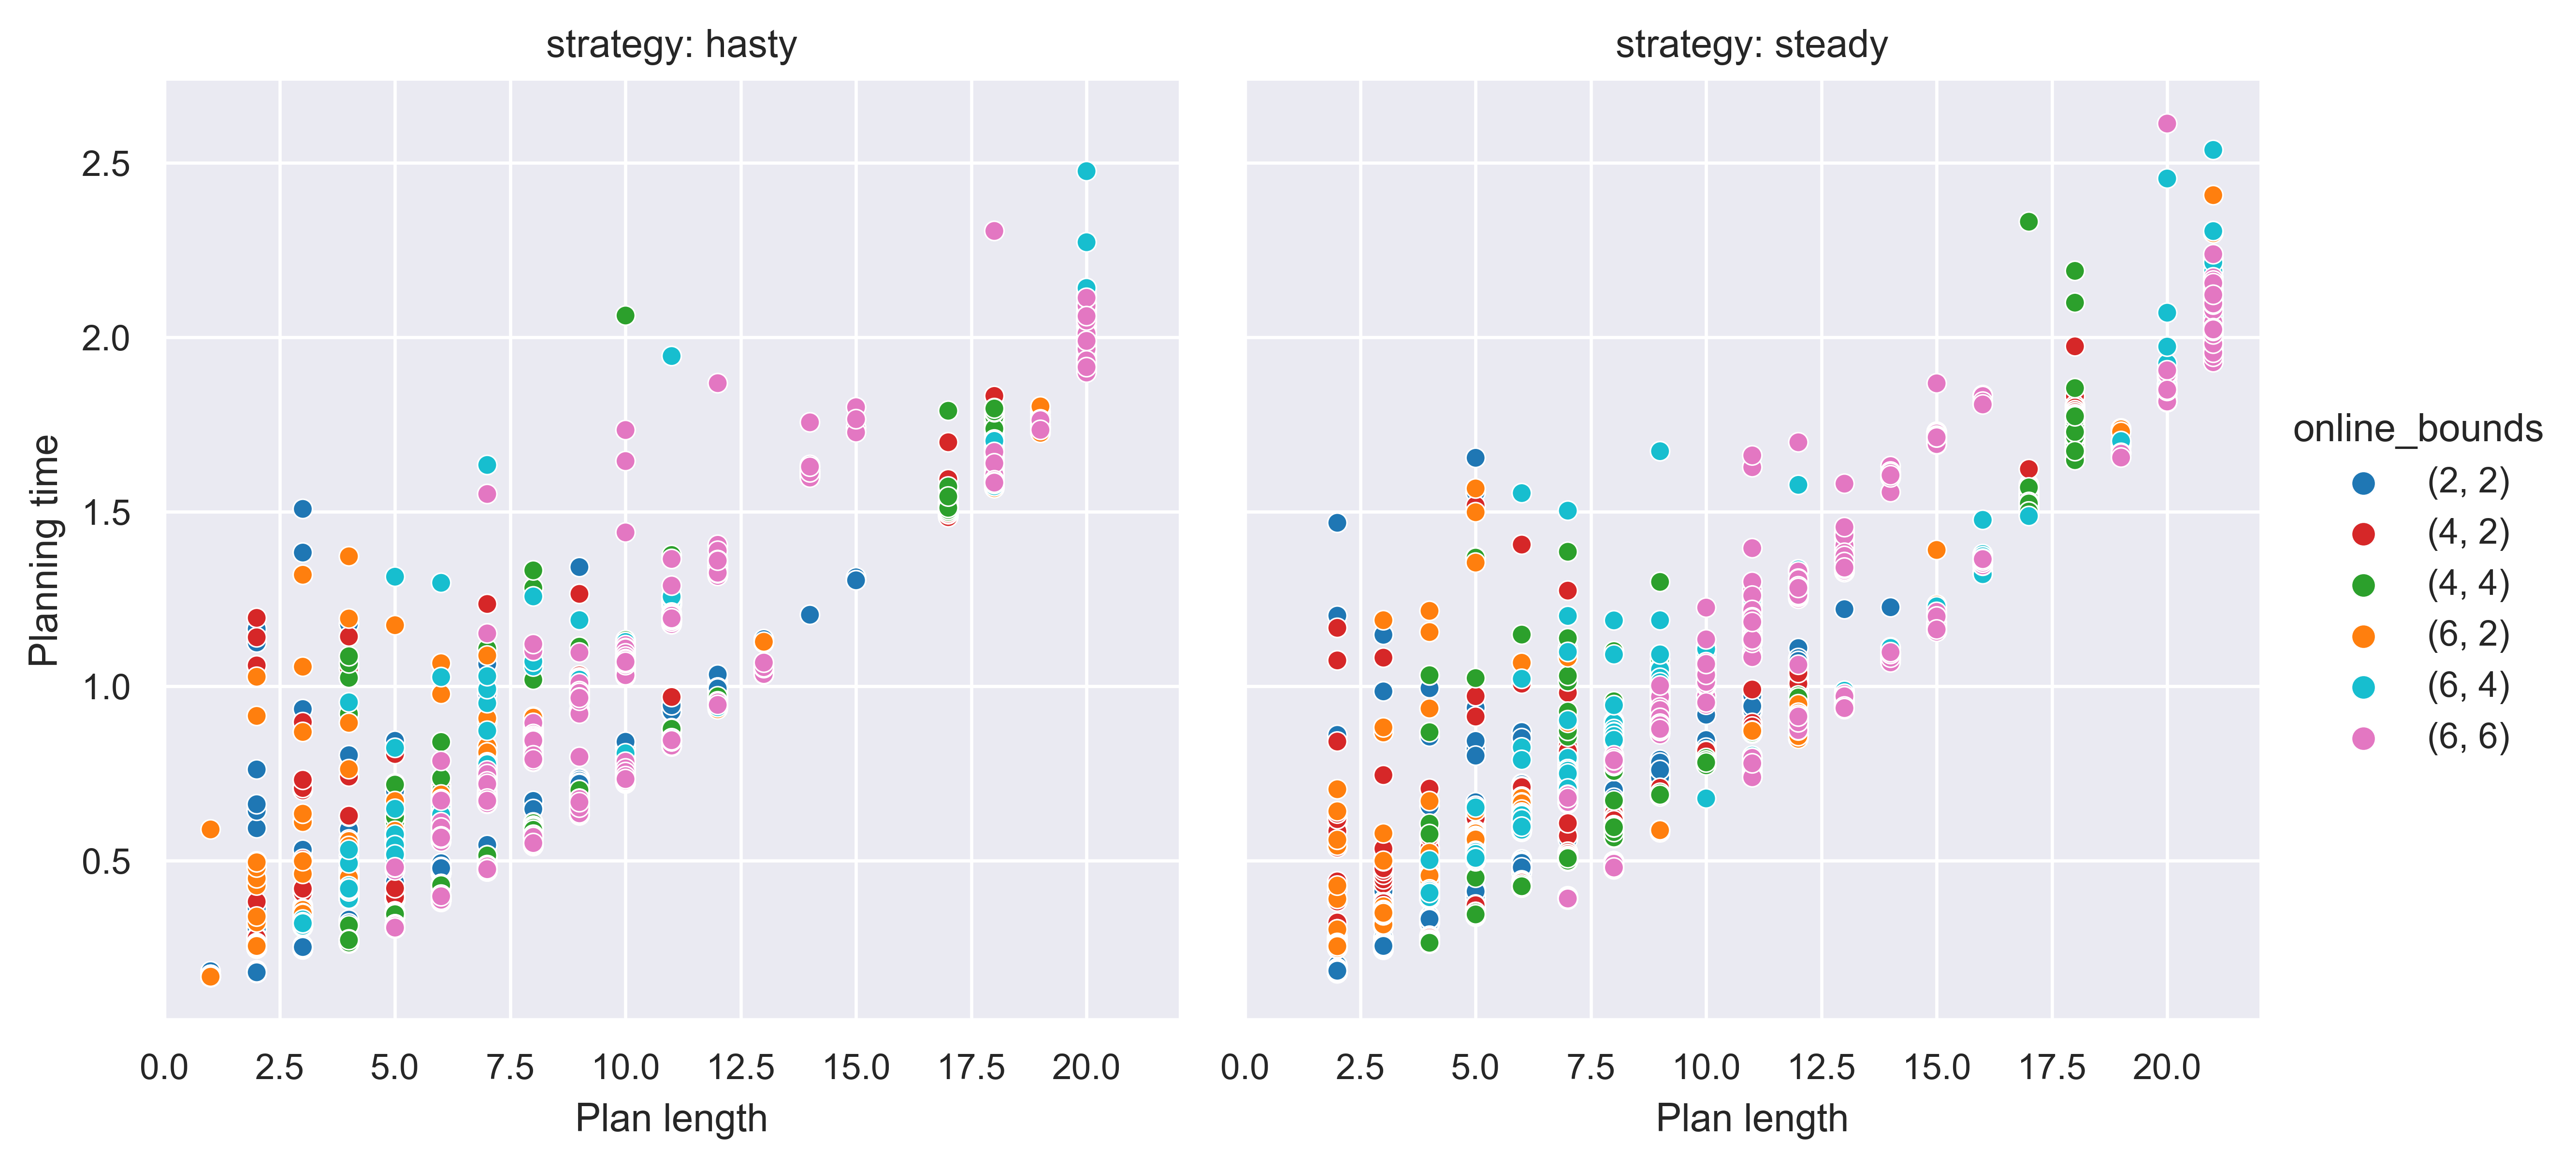 strategy: hasty
strategy: steady
Planning time
2.5
2.0
1.5
1.0
0.5
0.0 2.5 5.0 7.5 10.0 12.5 15.0 17.5 20.0
0.0 2.5 5.0 7.5 10.0 12.5 15.0 17.5 20.0
Plan length
Plan length
online_bounds
(2, 2)
(4, 2)
(4, 4)
(6, 2)
(6, 4)
(6, 6)